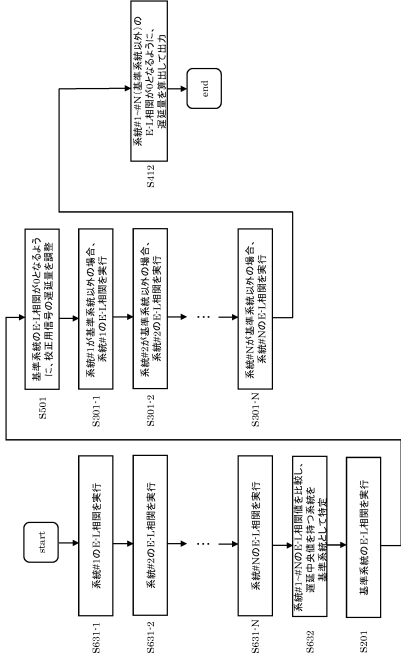 start
系統#1のE-L相関を実行
S631-1
系統#2のE-L相関を実行
S631-2
…
系統#NのE-L相関を実行
S631-N
系統#1~#NのE-L相関値を比較し、
遅延中央値を持つ系統を
基準系統として特定
S632
基準系統のE-L相関を実行
S201
基準系統のE-L相関が0となるよう
に、校正用信号の遅延量を調整
S501
系統#1が基準系統以外の場合、
系統#1のE-L相関を実行
S301-1
系統#2が基準系統以外の場合、
系統#2のE-L相関を実行
S301-2
…
系統#Nが基準系統以外の場合、
系統#NのE-L相関を実行
S301-N
系統#1~#N(基準系統以外)の
E-L相関が0となるように、
遅延量を算出して出力
S412
end